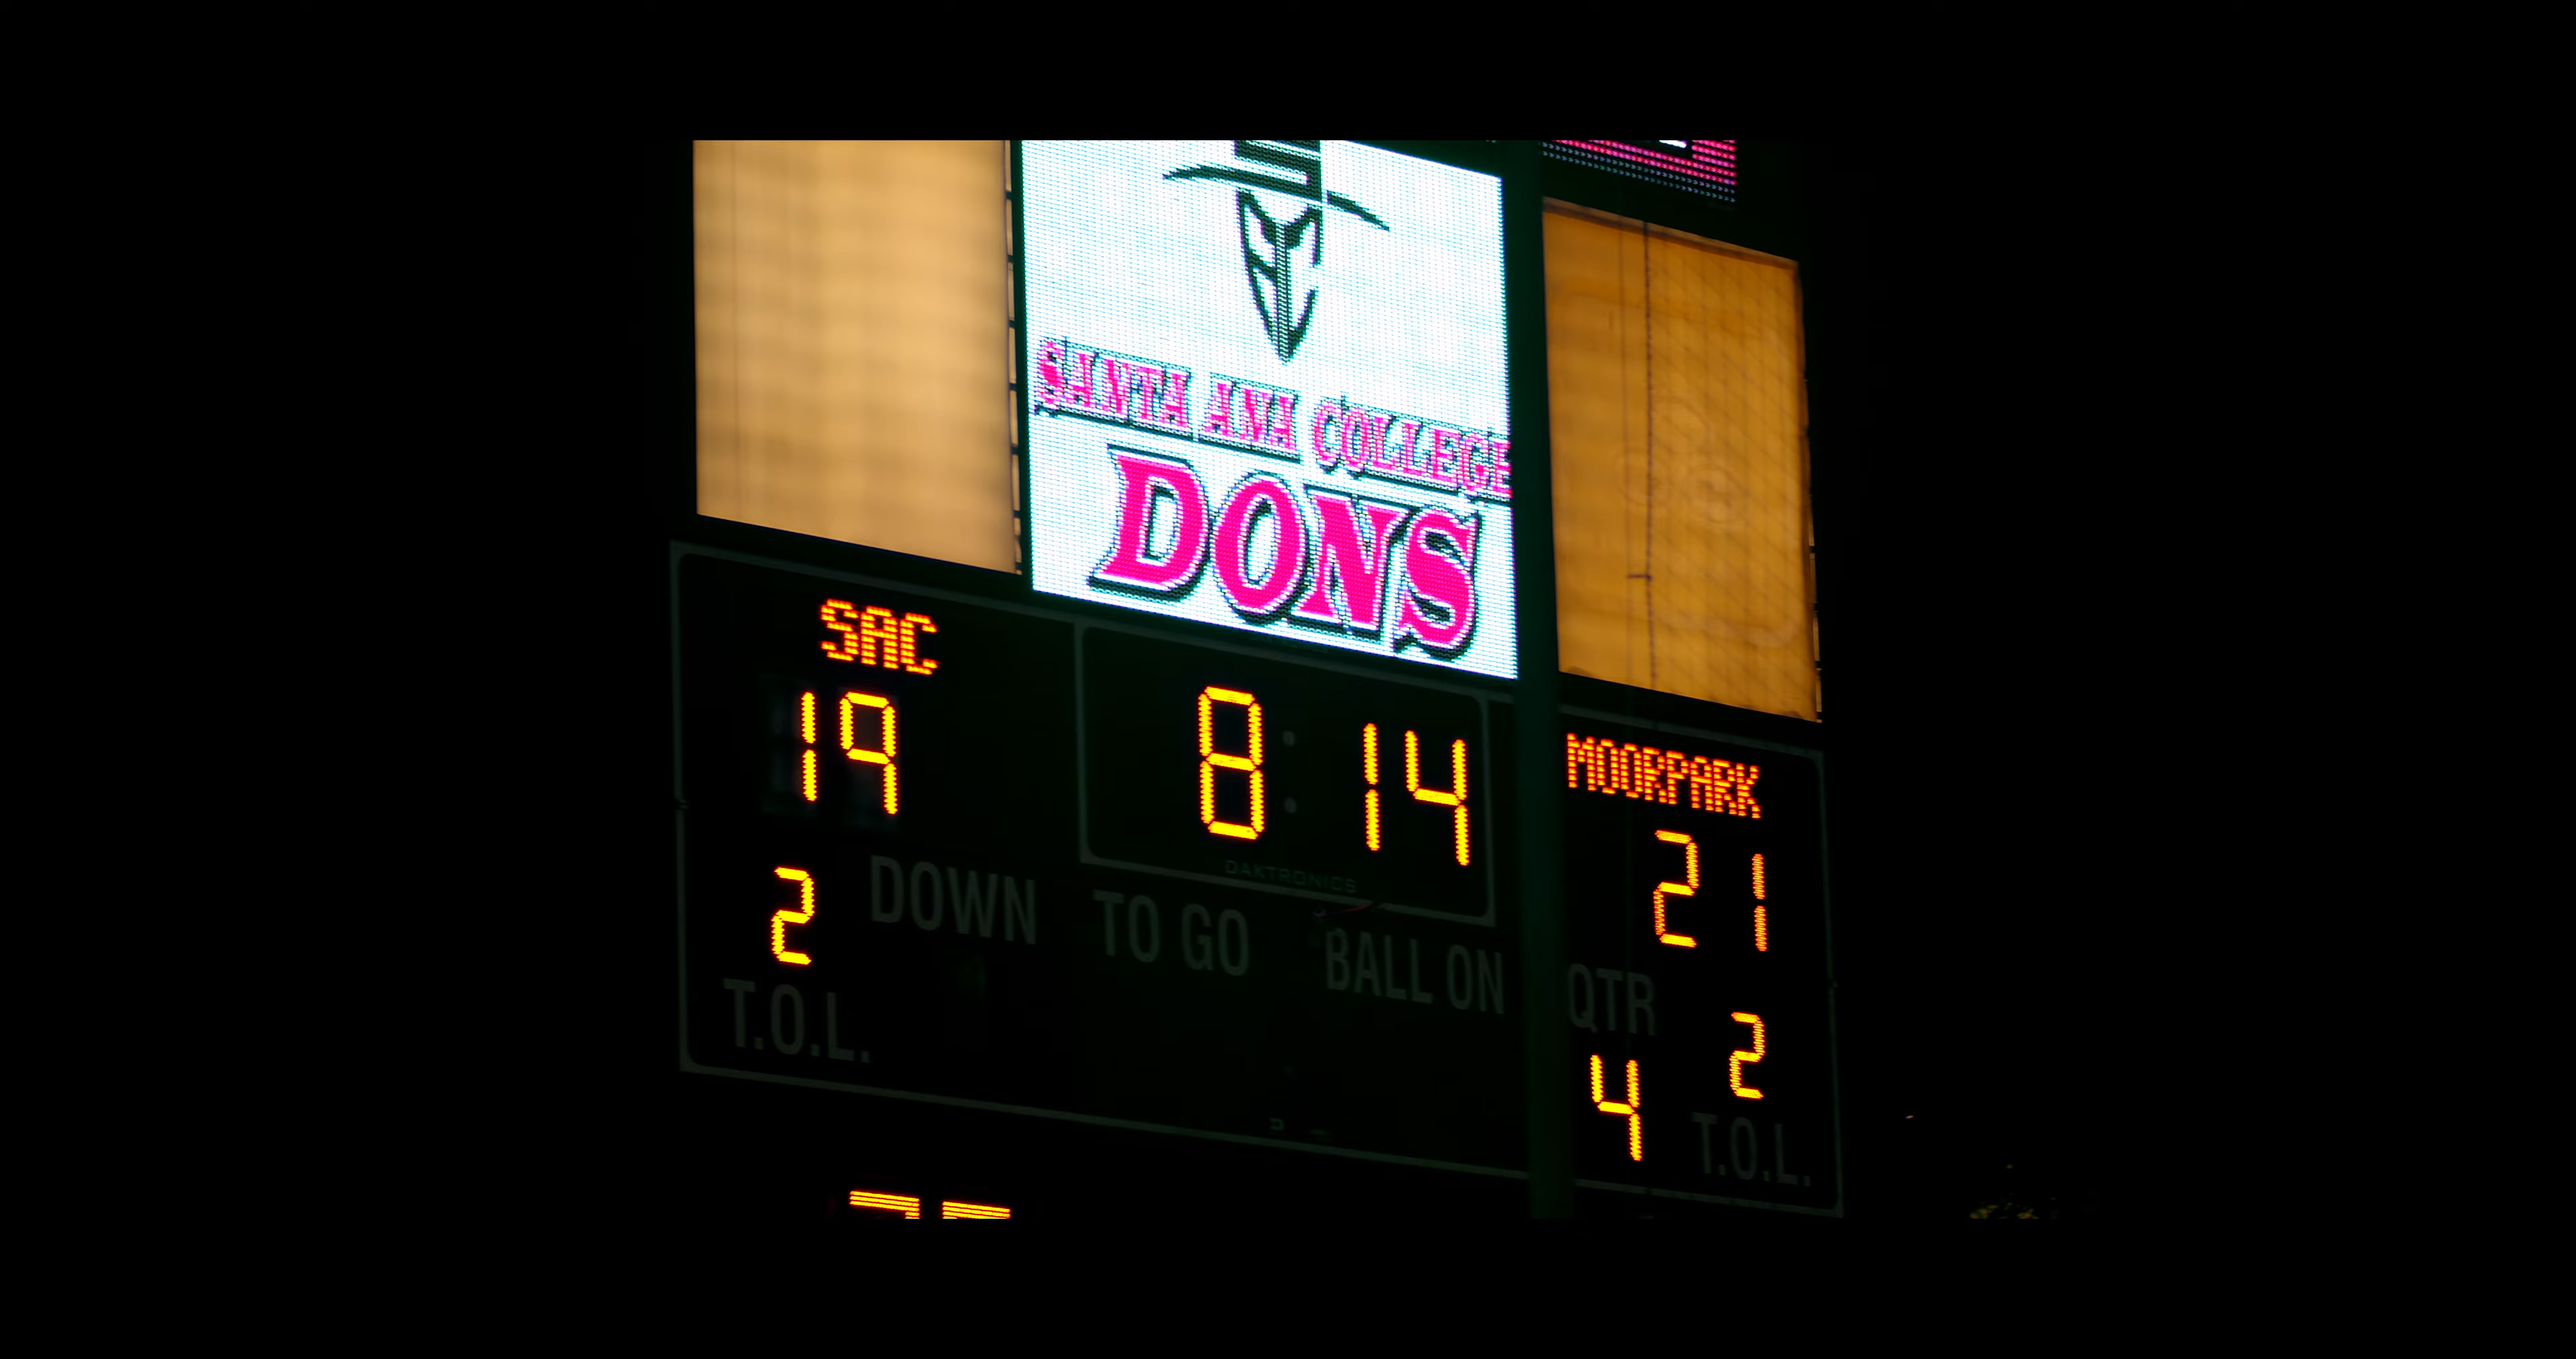 SANTA ANA COLLEGE
DONS
SAC
19
8:14
MOORPARK
21
DAKTRONICS
2
DOWN
TO GO
BALL ON
QTR
2
T.O.L.
4
T.O.L.